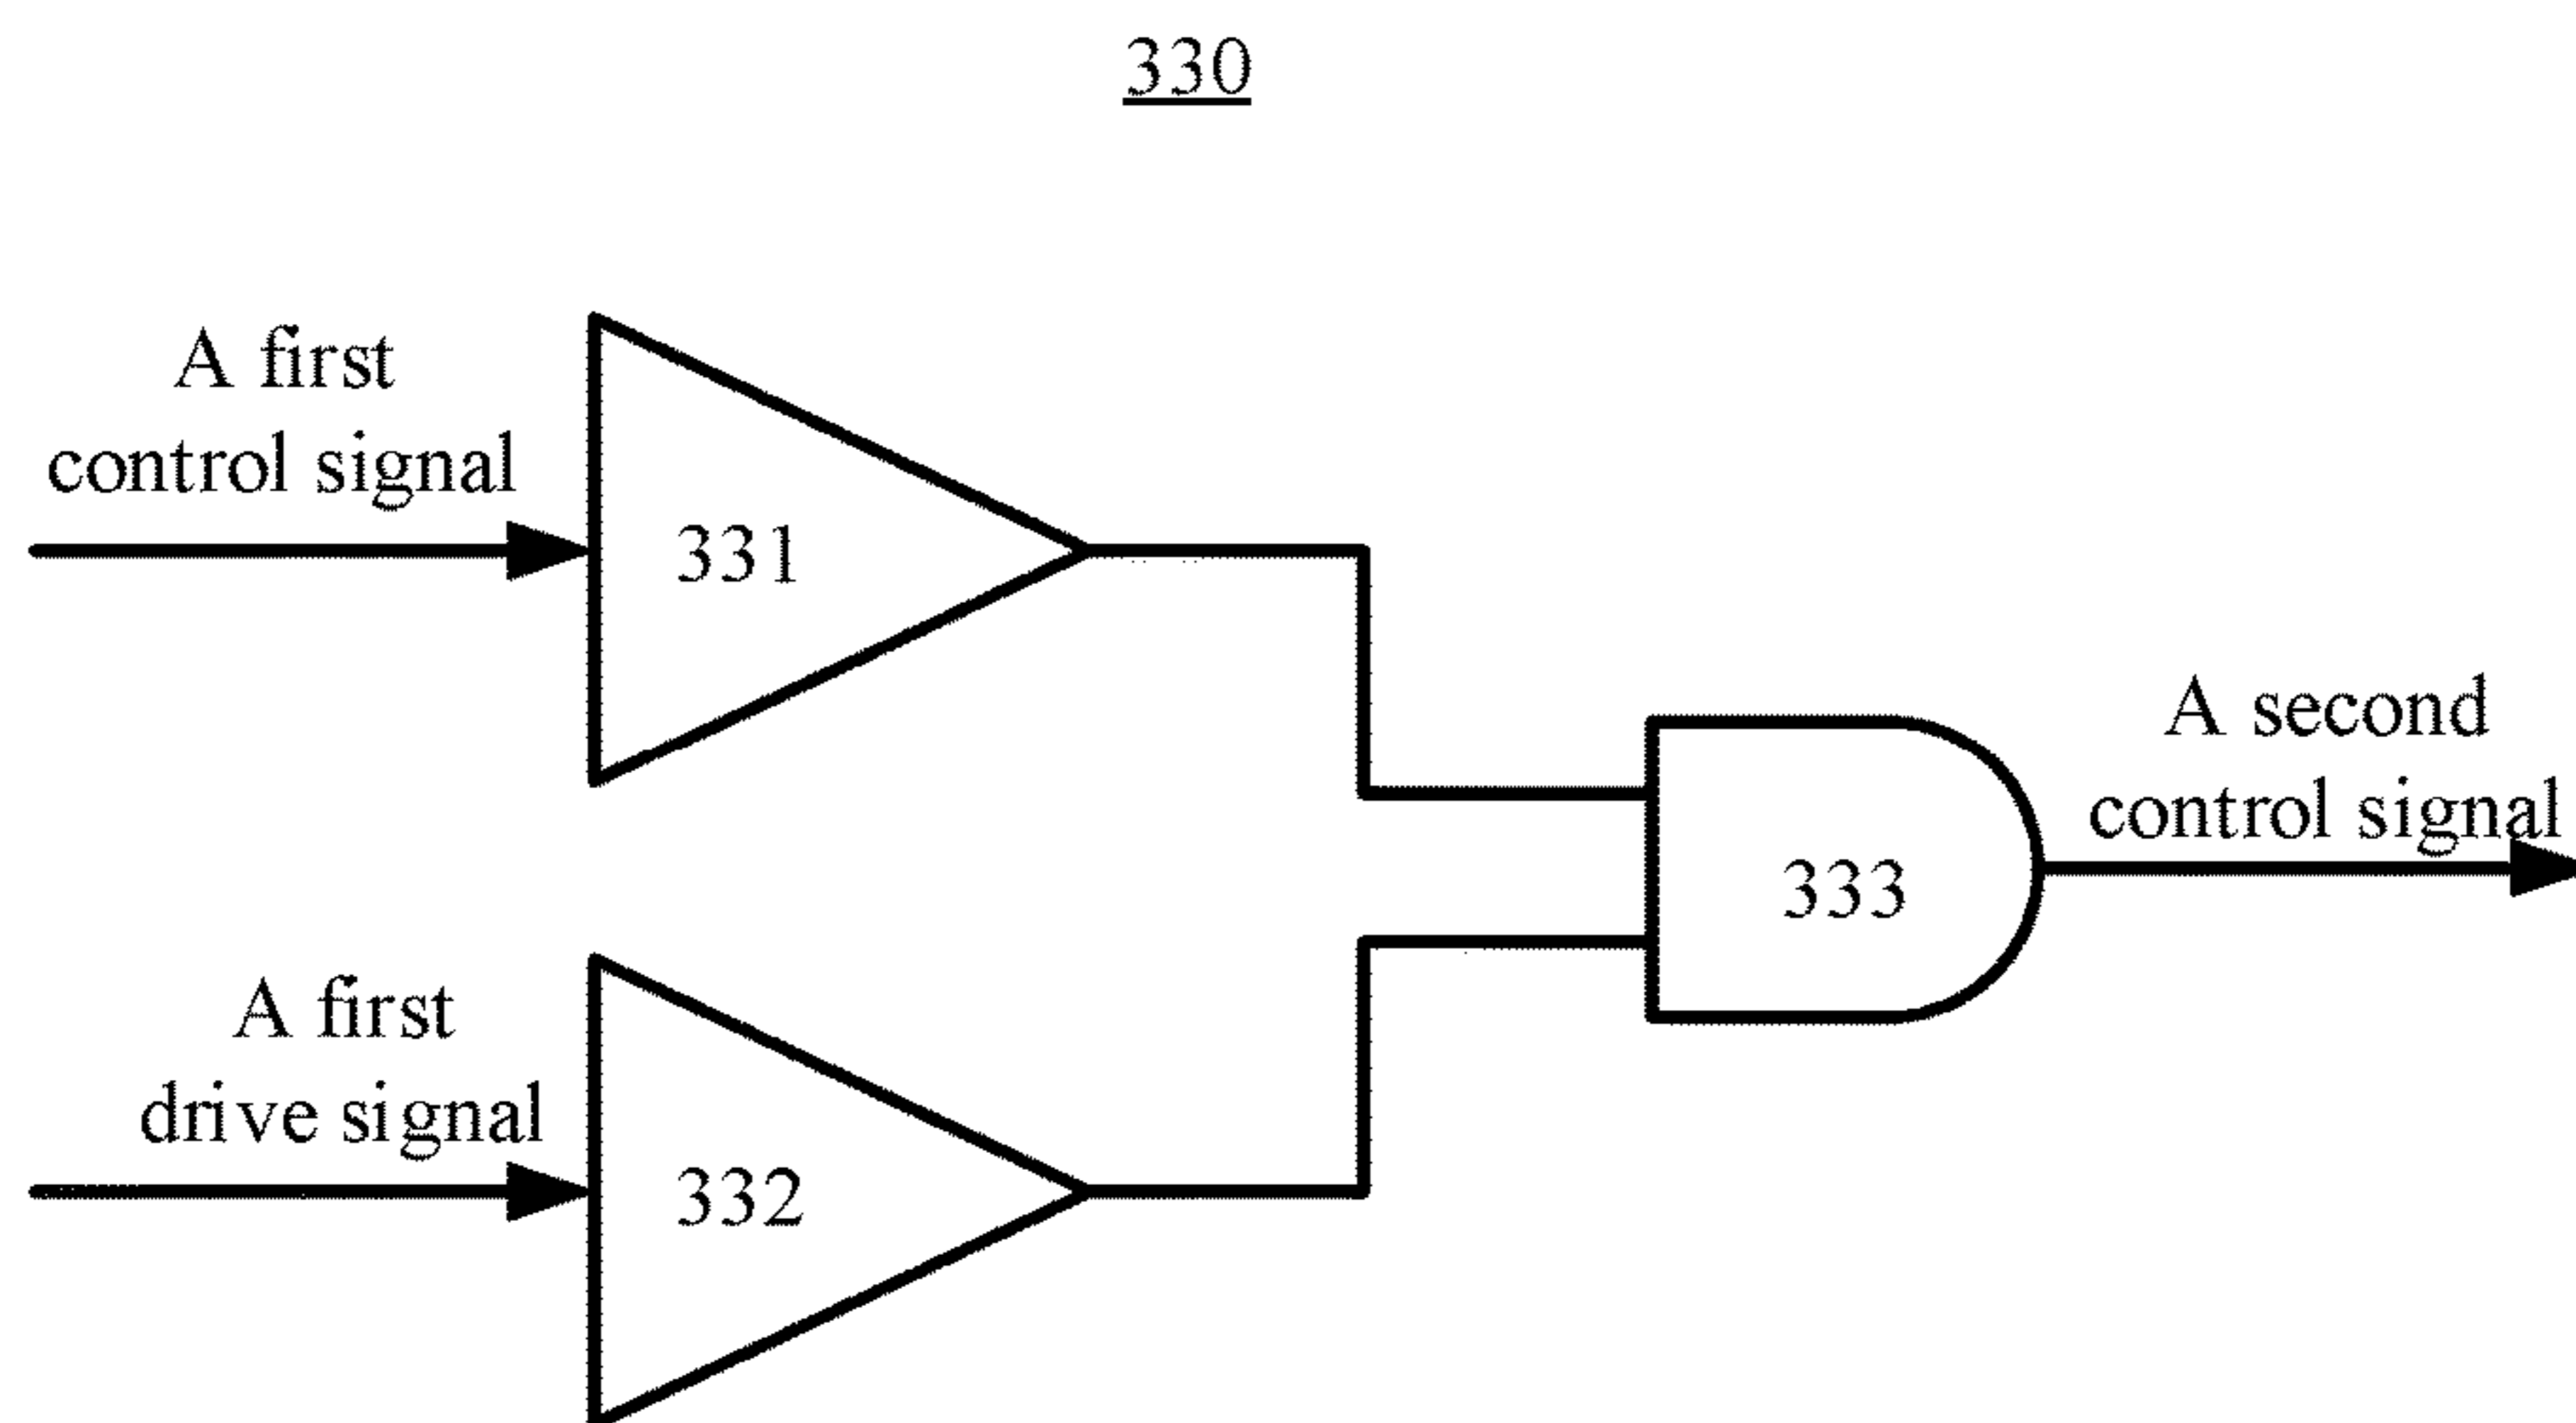 330
A first
control signal
331
A second
control signal
333
A first
drive signal
332